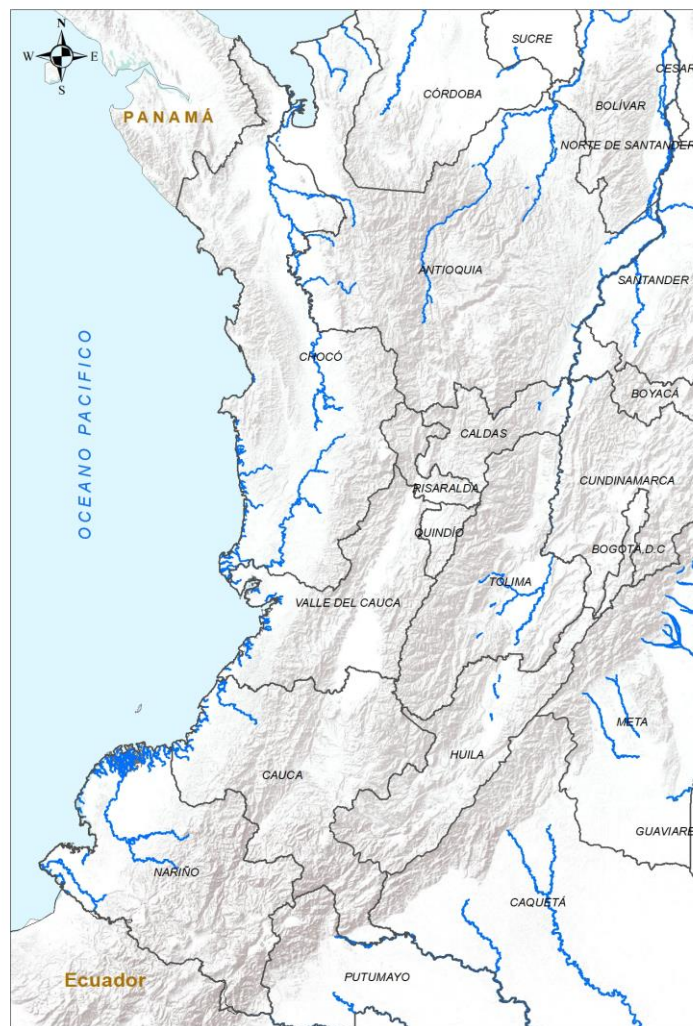 N
W E
S
SUCRE
CESAR
CÓRDOBA
BOLÍVAR
PANAMÁ
NORTE DE SANTANDER
ANTIOQUIA
SANTANDER
OCEANO PACIFICO
CHOCÓ
BOYACÁ
CALDAS
CUNDINAMARCA
RISARALDA
QUINDÍO
BOGOTÁ,D.C
TOLIMA
VALLE DEL CAUCA
META
HUILA
CAUCA
GUAVIARE
NARIÑO
CAQUETÁ
PUTUMAYO
Ecuador